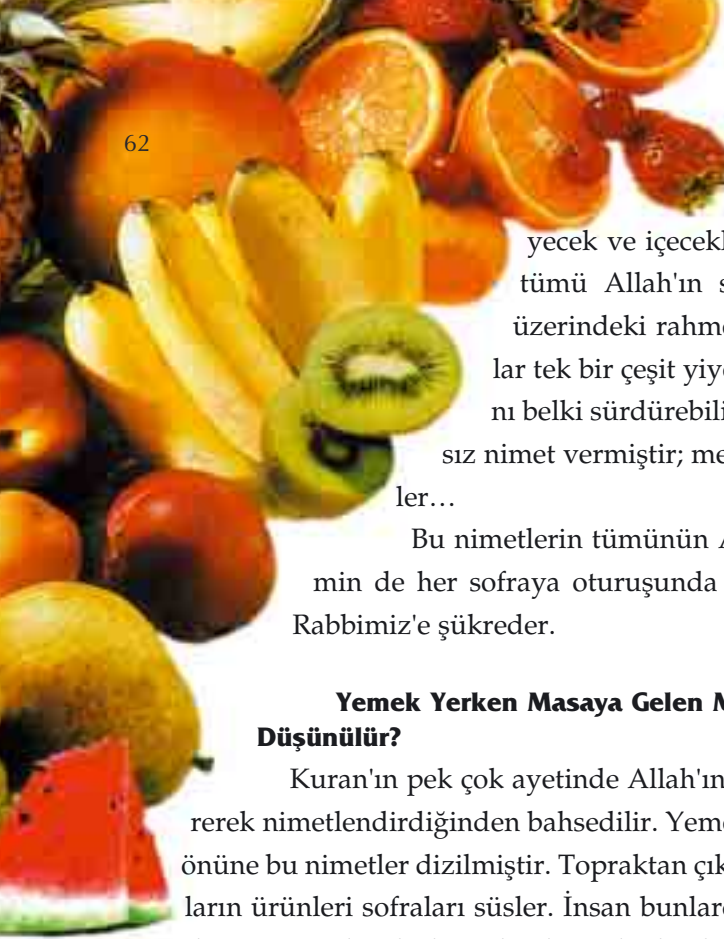 62
yecek ve içecekl
tümü Allah'ın s
üzerindeki rahme
lar tek bir çeşit yiye
nı belki sürdürebili
sız nimet vermiştir; me
ler…
Bu nimetlerin tümünün A
min de her sofraya oturuşunda
Rabbimiz'e şükreder.
Yemek Yerken Masaya Gelen M
Düşünülür?
Kuran'ın pek çok ayetinde Allah'ın
rerek nimetlendirdiğinden bahsedilir. Yeme
önüne bu nimetler dizilmiştir. Topraktan çık
ların ürünleri sofraları süsler. İnsan bunlard